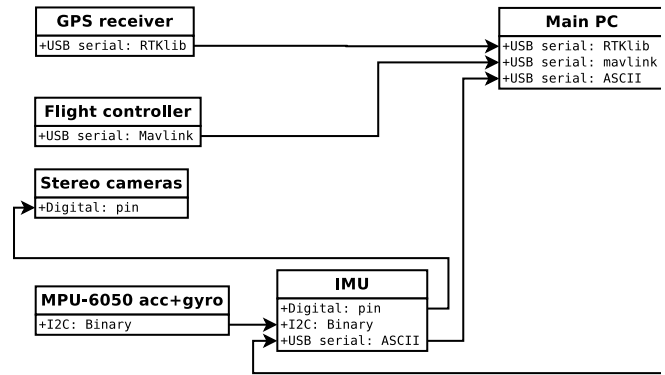 GPS receiver
+USB serial: RTKlib
Main PC
+USB serial: RTKlib
+USB serial: mavlink
+USB serial: ASCII
Flight controller
+USB serial: Mavlink
Stereo cameras
+Digital: pin
MPU-6050 acc+gyro
+I2C: Binary
IMU
+Digital: pin
+I2C: Binary
+USB serial: ASCII